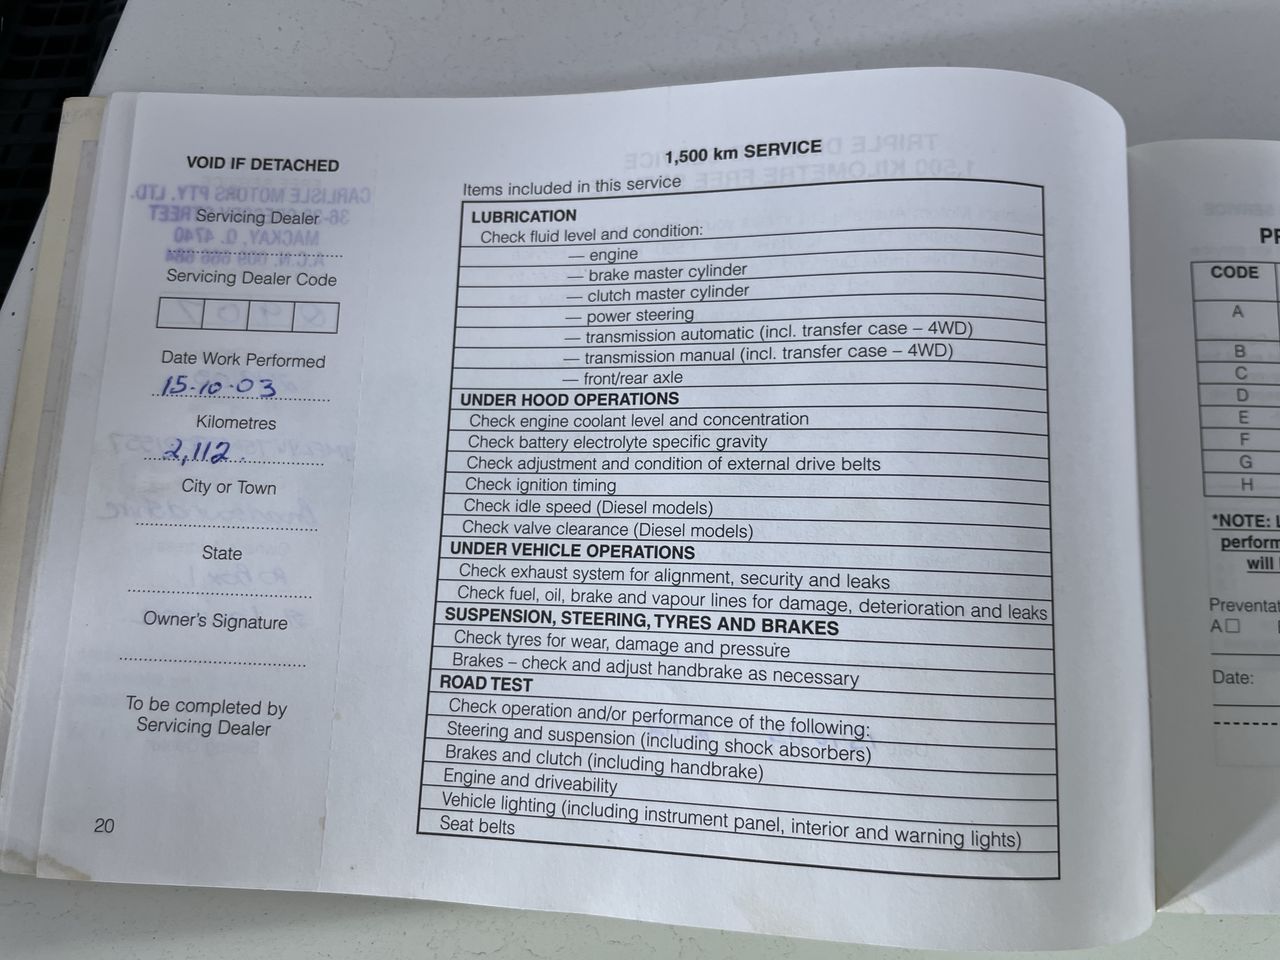 VOID IF DETACHED
CARLISLE MOTORS PTY. LTD.
Servicing Dealer
MACKAY, Q. 4740
Servicing Dealer Code
Date Work Performed
15-10-03
Kilometres
2,112.
City or Town
State
Owner's Signature
To be completed by
Servicing Dealer
20
1,500 km SERVICE
Items included in this service
LUBRICATION
Check fluid level and condition:
— engine
— brake master cylinder
— clutch master cylinder
— power steering
— transmission automatic (incl. transfer case – 4WD)
— transmission manual (incl. transfer case – 4WD)
— front/rear axle
UNDER HOOD OPERATIONS
Check engine coolant level and concentration
Check battery electrolyte specific gravity
Check adjustment and condition of external drive belts
Check ignition timing
Check idle speed (Diesel models)
Check valve clearance (Diesel models)
UNDER VEHICLE OPERATIONS
Check exhaust system for alignment, security and leaks
Check fuel, oil, brake and vapour lines for damage, deterioration and leaks
SUSPENSION, STEERING, TYRES AND BRAKES
Check tyres for wear, damage and pressure
Brakes – check and adjust handbrake as necessary
ROAD TEST
Check operation and/or performance of the following:
Steering and suspension (including shock absorbers)
Brakes and clutch (including handbrake)
Engine and driveability
Vehicle lighting (including instrument panel, interior and warning lights)
Seat belts
CODE
A
B
C
D
E
F
G
H
*NOTE:
will
A
Date: